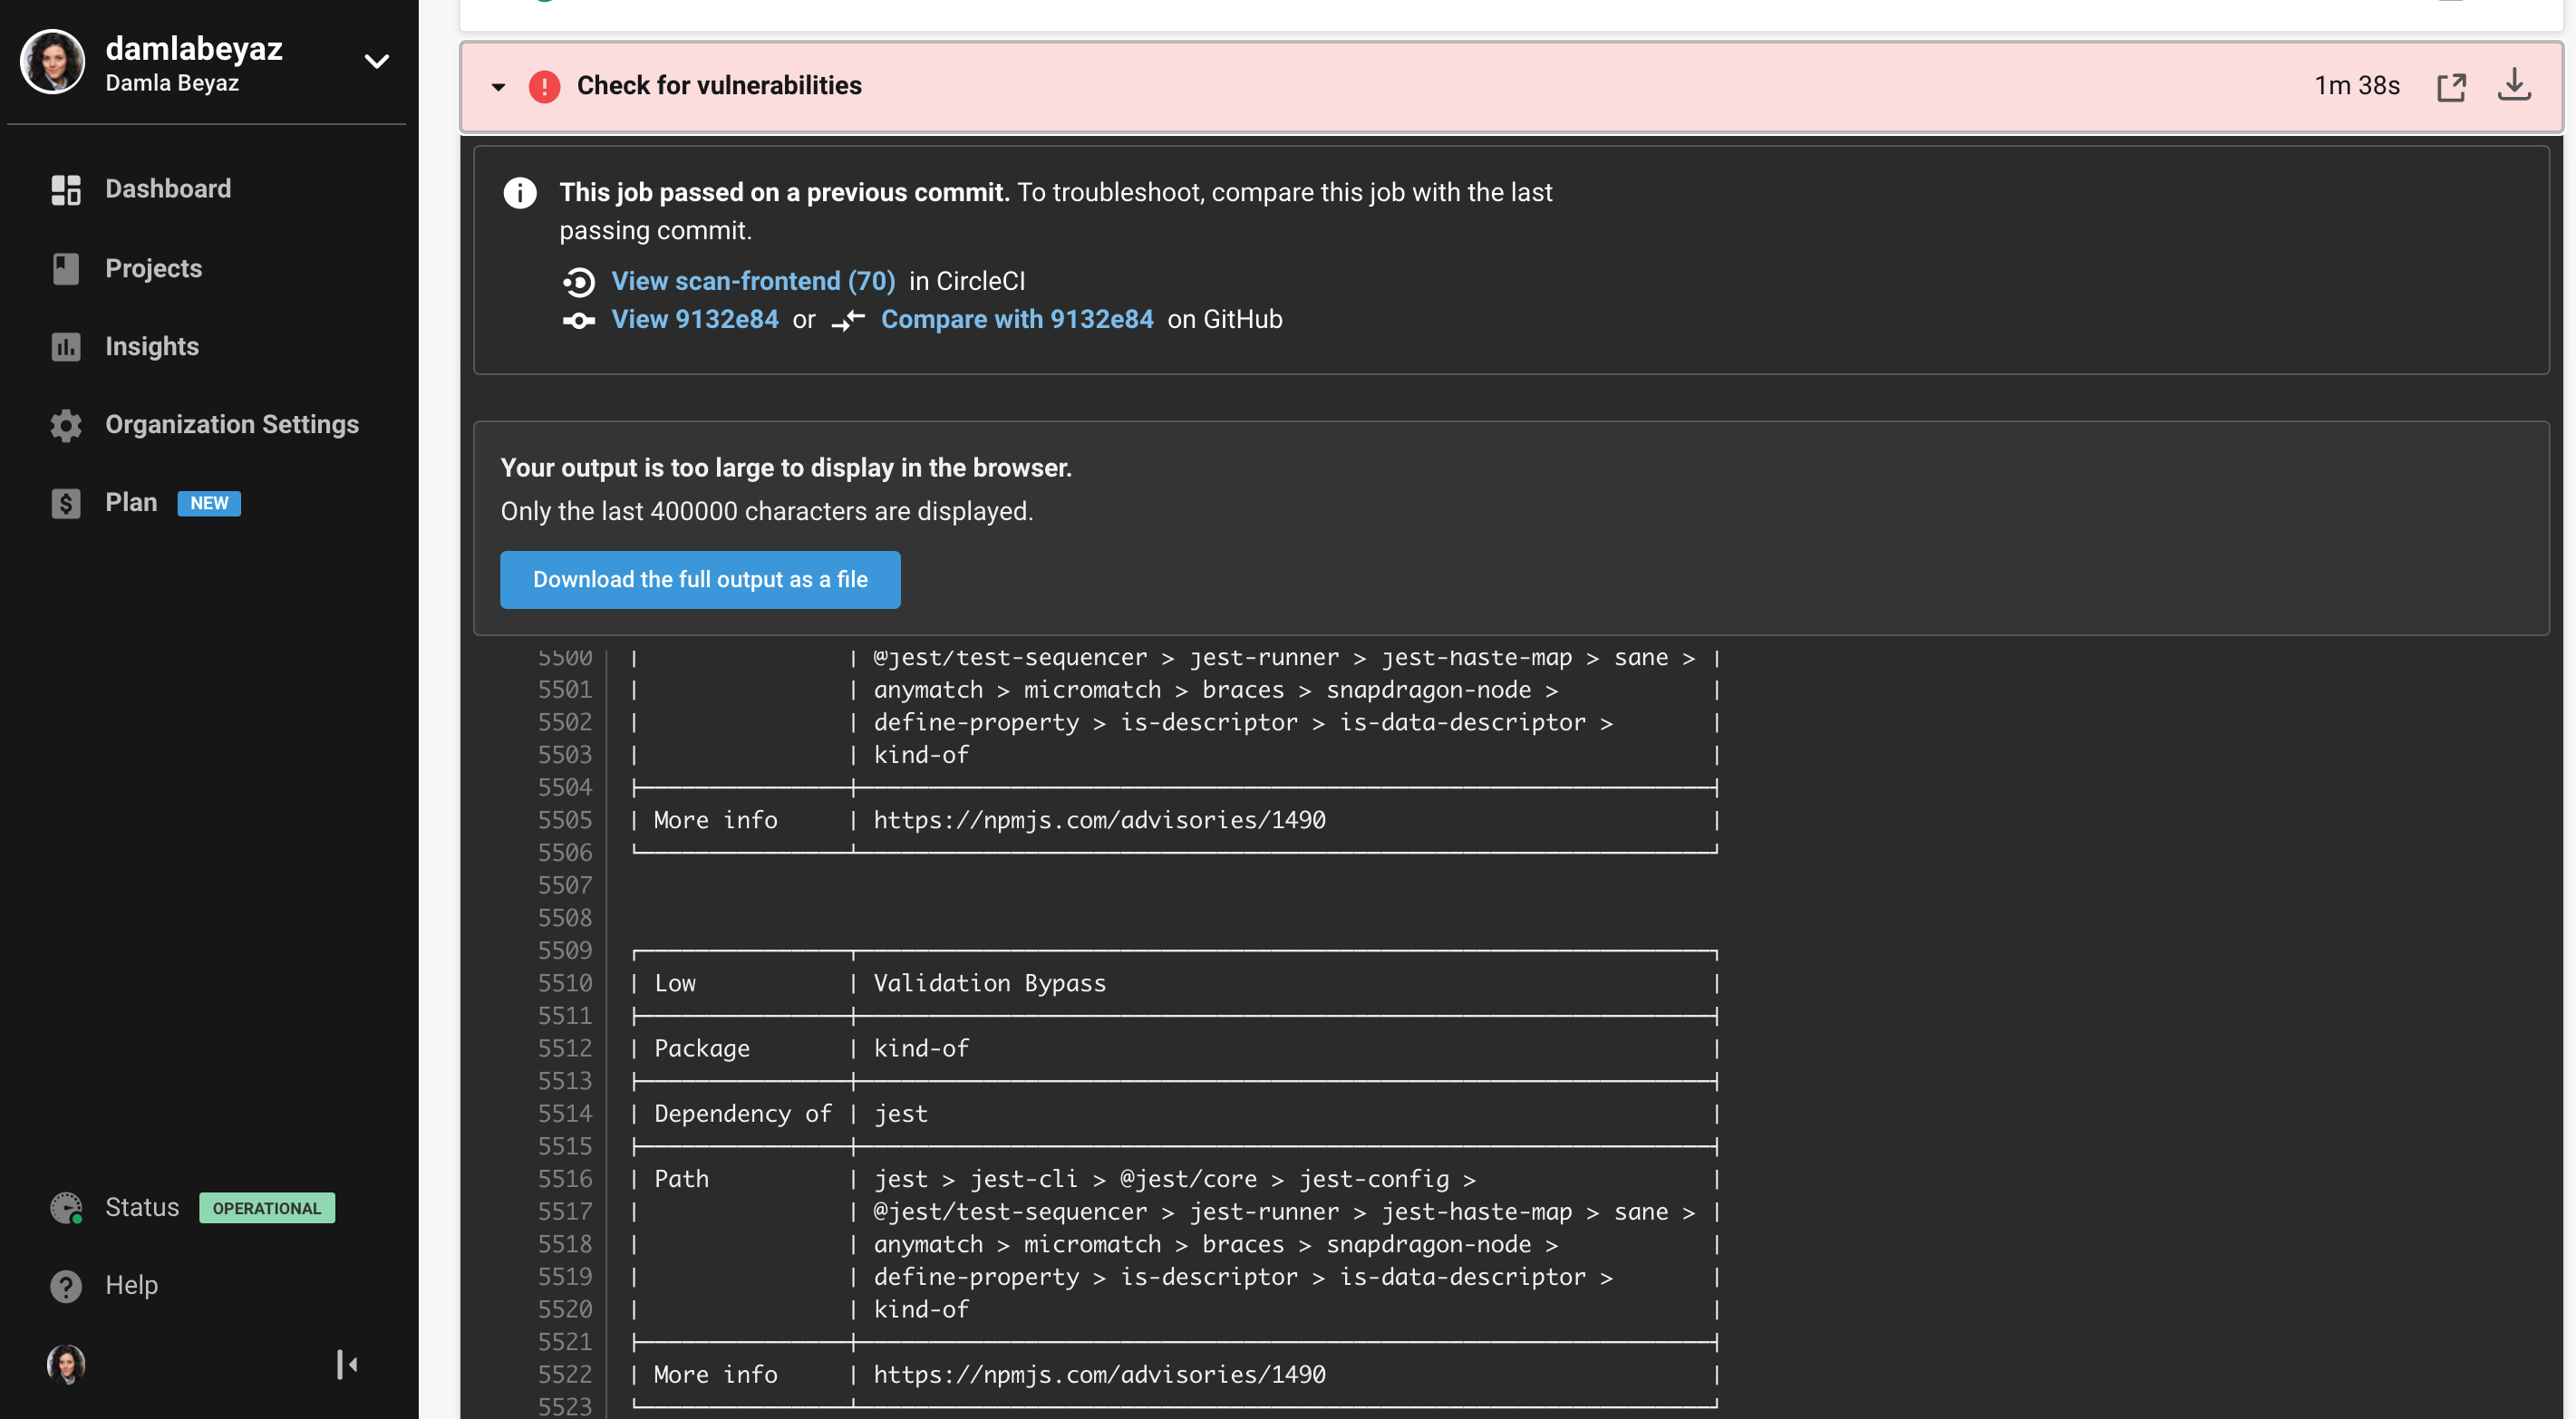 damlabeyaz
Damla Beyaz
Dashboard
Projects
Insights
Organization Settings
Plan NEW
Status OPERATIONAL
Help
Check for vulnerabilities 1m 38s
This job passed on a previous commit. To troubleshoot, compare this job with the last
passing commit.
View scan-frontend (70) in CircleCI
View 9132e84 or Compare with 9132e84 on GitHub
Your output is too large to display in the browser.
Only the last 400000 characters are displayed.
Download the full output as a file
5500 | | @jest/test-sequencer > jest-runner > jest-haste-map > sane > |
5501 | | anymatch > micromatch > braces > snapdragon-node > |
5502 | | define-property > is-descriptor > is-data-descriptor > |
5503 | | kind-of |
5504
5505 | More info | https://npmjs.com/advisories/1490 |
5506
5507
5508
5509
5510 | Low | Validation Bypass |
5511
5512 | Package | kind-of |
5513
5514 | Dependency of | jest |
5515
5516 | Path | jest > jest-cli > @jest/core > jest-config > |
5517 | | @jest/test-sequencer > jest-runner > jest-haste-map > sane > |
5518 | | anymatch > micromatch > braces > snapdragon-node > |
5519 | | define-property > is-descriptor > is-data-descriptor > |
5520 | | kind-of |
5521
5522 | More info | https://npmjs.com/advisories/1490 |
5523